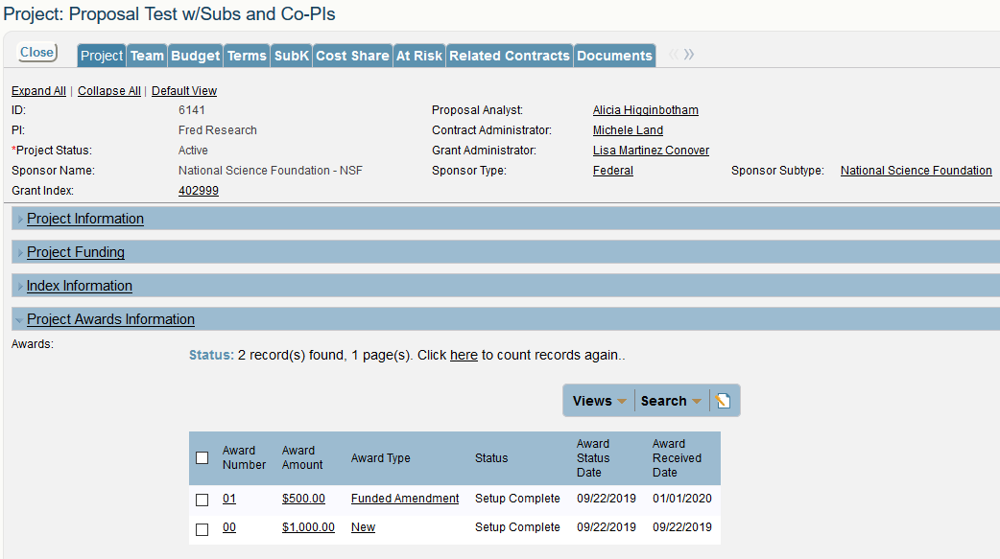 Project: Proposal Test w/Subs and Co-PIs
Close Project Team Budget Terms SubK Cost Share At Risk Related Contracts Documents
Expand All | Collapse All | Default View
ID: 6141 Proposal Analyst: Alicia Higginbotham
PI: Fred Research Contract Administrator: Michele Land
*Project Status: Active Grant Administrator: Lisa Martinez Conover
Sponsor Name: National Science Foundation - NSF Sponsor Type: Federal Sponsor Subtype: National Science Foundation
Grant Index: 402999
Project Information
Project Funding
Index Information
Project Awards Information
Awards:
Status: 2 record(s) found, 1 page(s). Click here to count records again..
Views Search
Award Number Award Amount Award Type Status Award Status Date Award Received Date
01 $500.00 Funded Amendment Setup Complete 09/22/2019 01/01/2020
00 $1,000.00 New Setup Complete 09/22/2019 09/22/2019